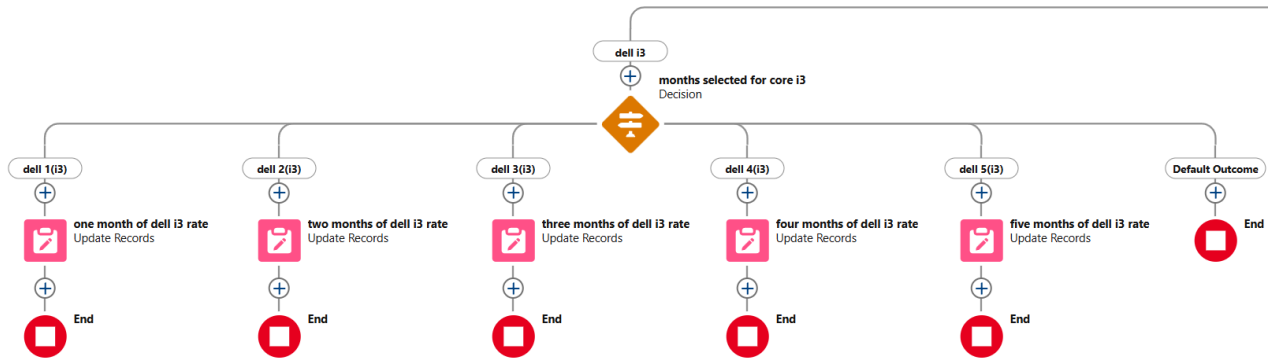 dell i3
months selected for core i3
Decision
dell 1(i3)
dell 2(i3)
dell 3(i3)
dell 4(i3)
dell 5(i3)
Default Outcome
one month of dell i3 rate
Update Records
two months of dell i3 rate
Update Records
three months of dell i3 rate
Update Records
four months of dell i3 rate
Update Records
five months of dell i3 rate
Update Records
End
End
End
End
End
End